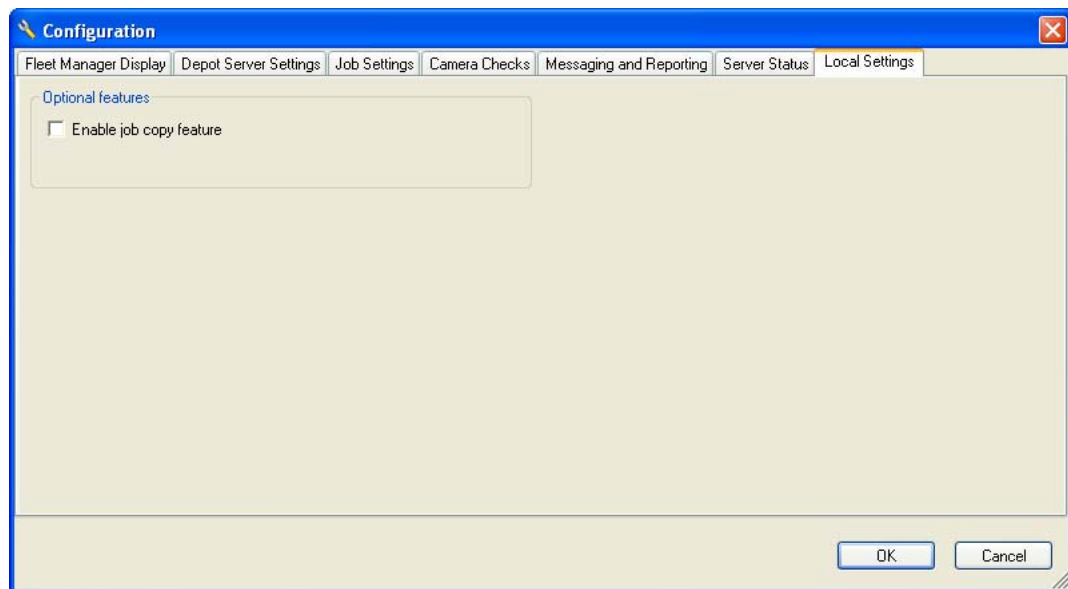 Configuration
Fleet Manager Display Depot Server Settings Job Settings Camera Checks Messaging and Reporting Server Status Local Settings
Optional features
Enable job copy feature
OK Cancel